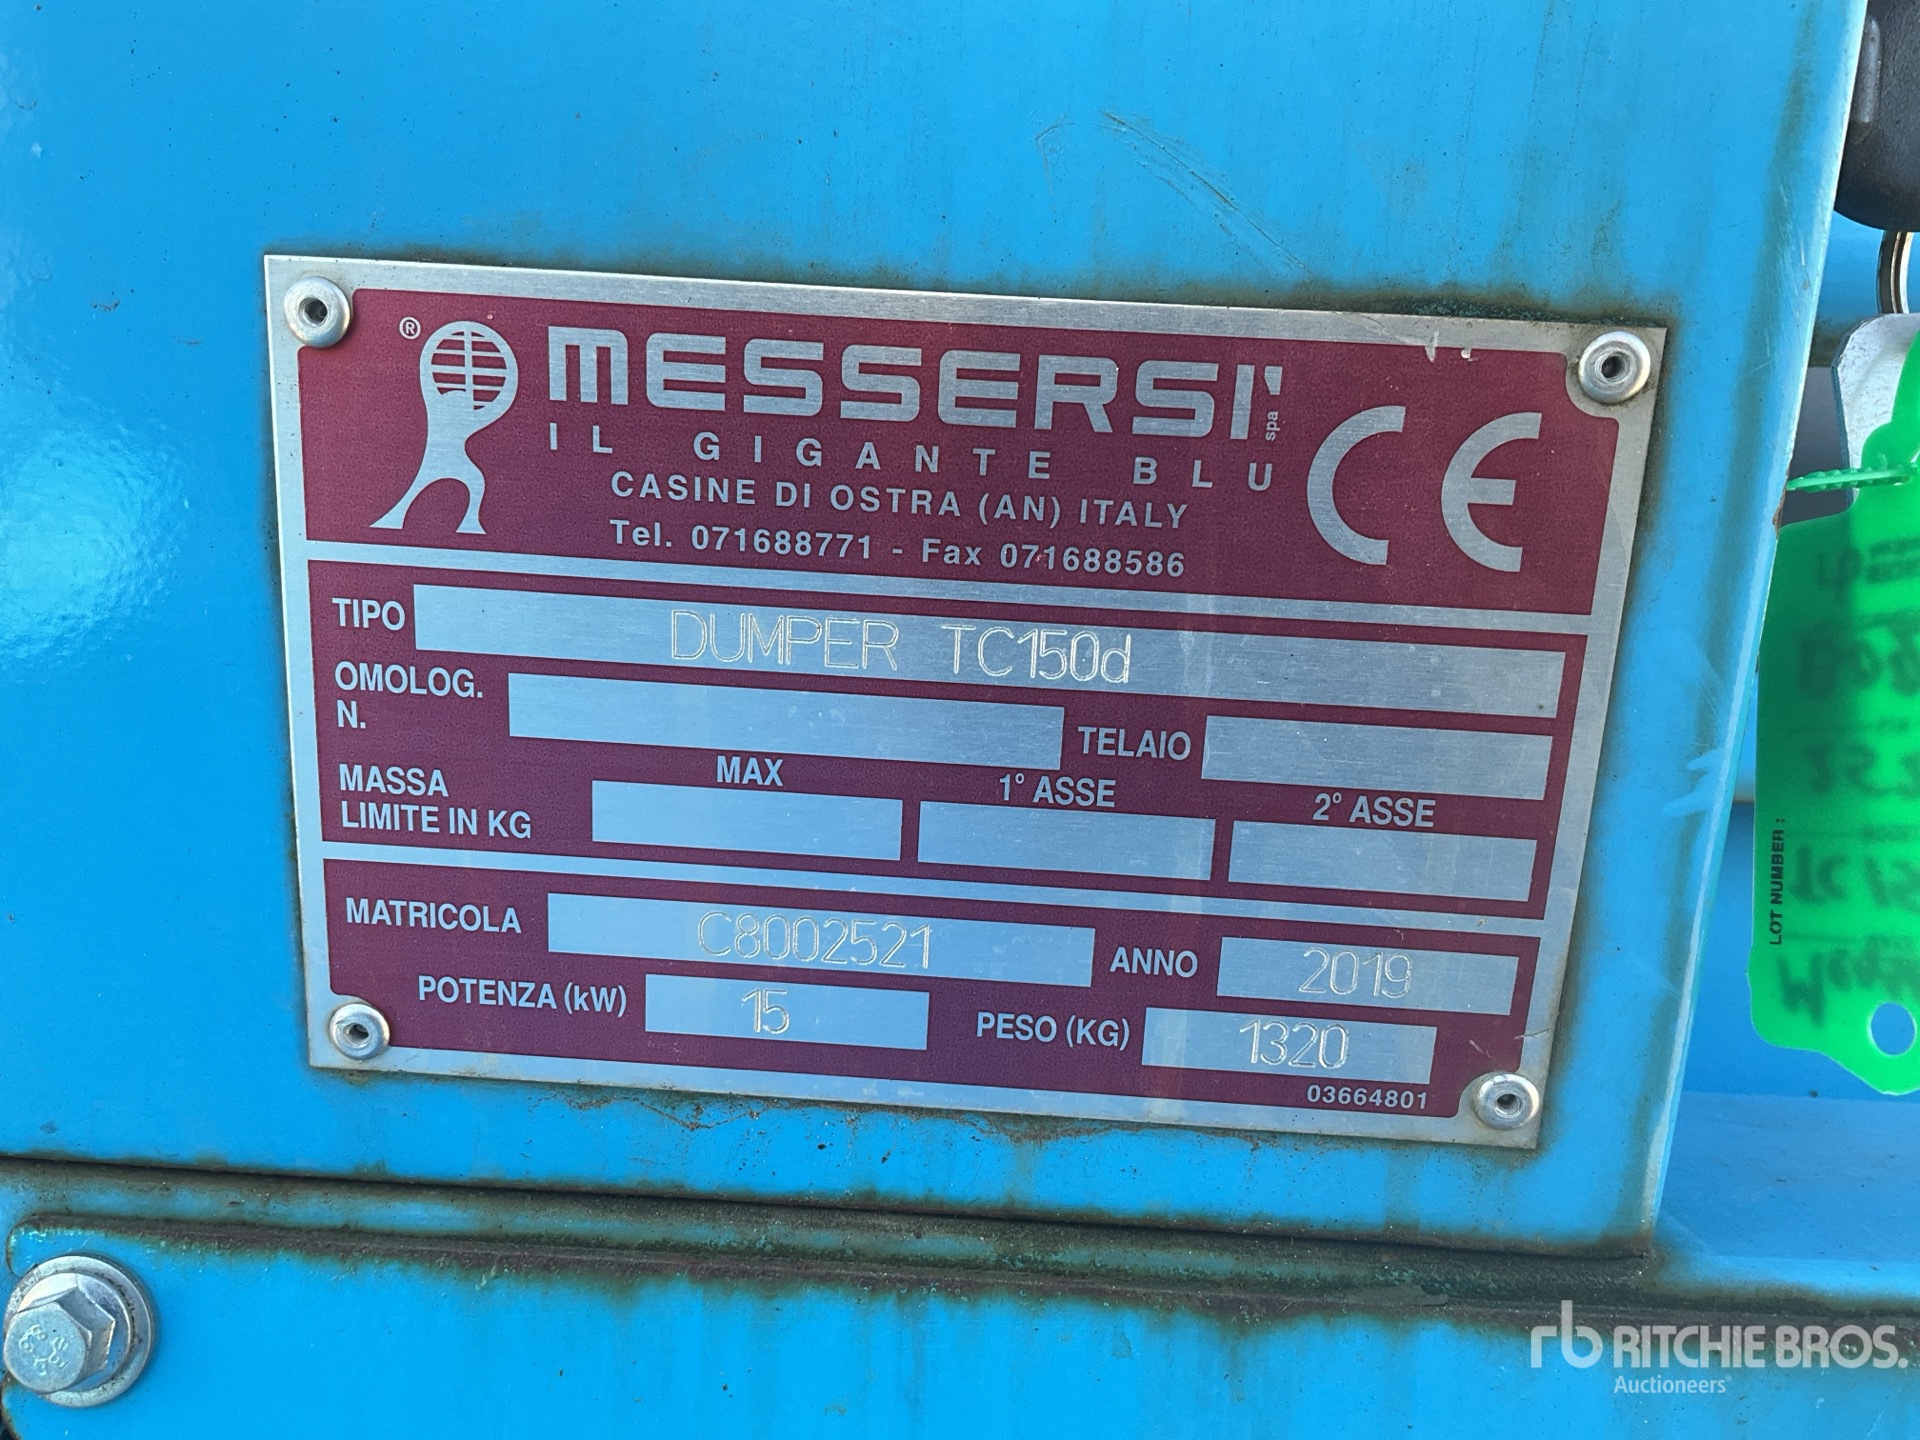 ®
MESSERSI' spa
IL GIGANTE BLU
CASINE DI OSTRA (AN) ITALY
Tel. 071688771 - Fax 071688586
CE
TIPO DUMPER TC150d
OMOLOG. N. TELAIO
MASSA LIMITE IN KG MAX 1° ASSE 2° ASSE
MATRICOLA C8002521 ANNO 2019
POTENZA (kW) 15 PESO (KG) 1320
03664801
LOT NUMBER :
rb RITCHIE BROS.
Auctioneers